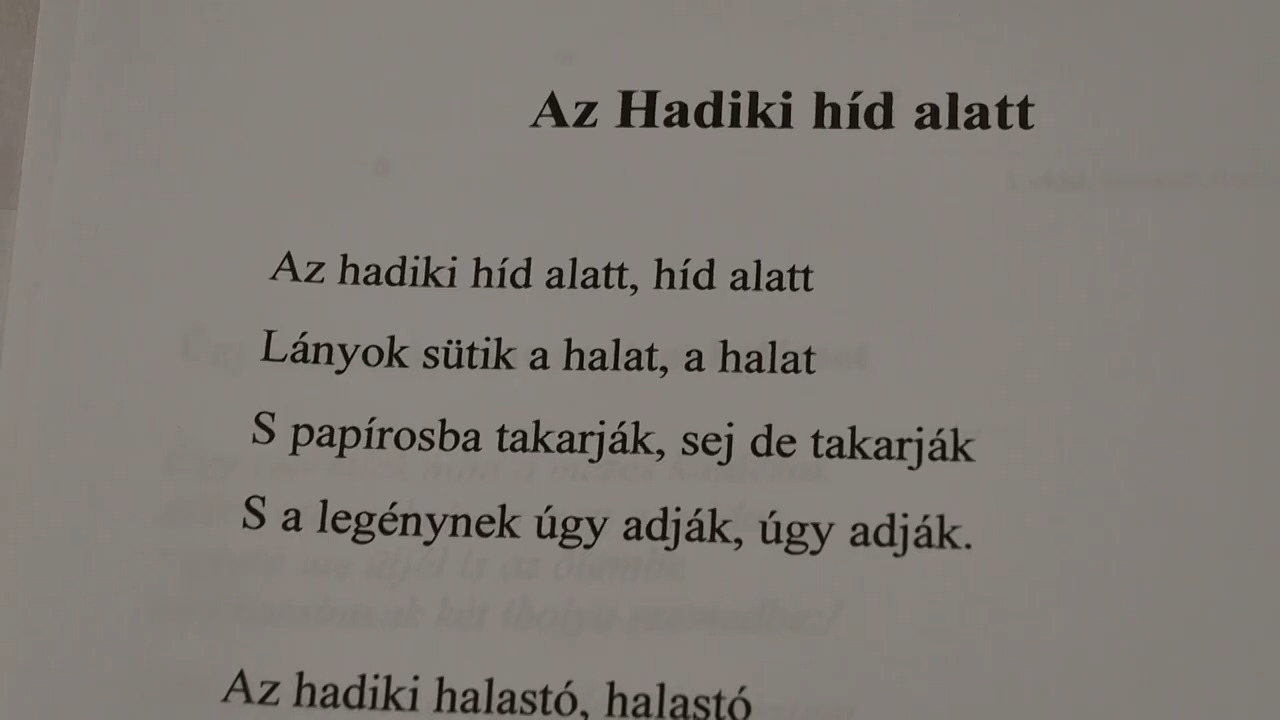 Az Hadiki híd alatt
Az hadiki híd alatt, híd alatt
Lányok sütik a halat, a halat
S papírosba takarják, sej de takarják
S a legénynek úgy adják, úgy adják.
Az hadiki halastó, halastó